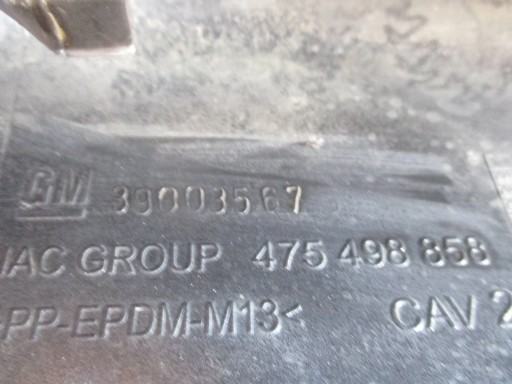 GM 39003567
IAC GROUP 475 498 858
PP-EPDM-M13<
CAV 2